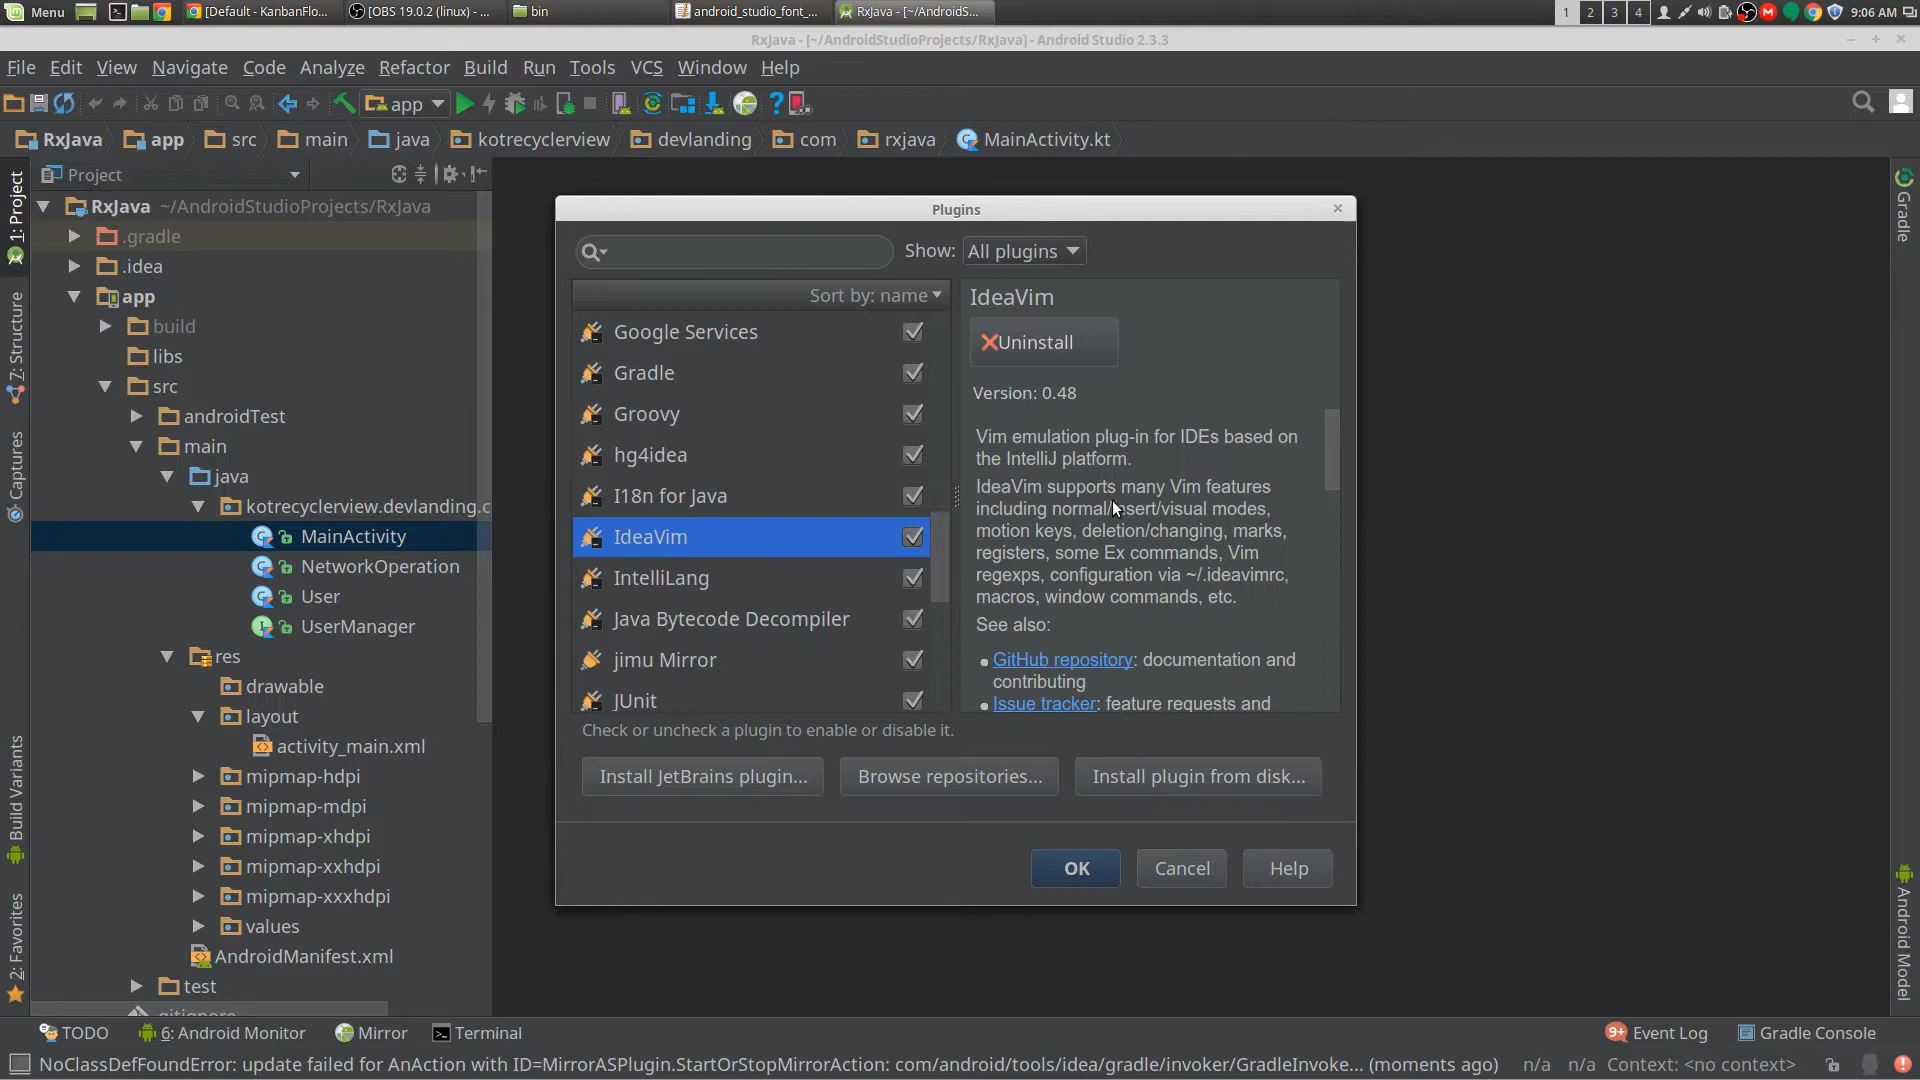 Menu
[Default - KanbanFlo...
[OBS 19.0.2 (linux) - ...
bin
android_studio_font_...
RxJava - [~/AndroidS...
1 2 3 4
9:06 AM
RxJava - [~/AndroidStudioProjects/RxJava] - Android Studio 2.3.3
File Edit View Navigate Code Analyze Refactor Build Run Tools VCS Window Help
app
RxJava app src main java kotrecyclerview devlanding com rxjava MainActivity.kt
1: Project
7: Structure
Captures
Build Variants
2: Favorites
Project
RxJava ~/AndroidStudioProjects/RxJava
.gradle
.idea
app
build
libs
src
androidTest
main
java
kotrecyclerview.devlanding.c
MainActivity
NetworkOperation
User
UserManager
res
drawable
layout
activity_main.xml
mipmap-hdpi
mipmap-mdpi
mipmap-xhdpi
mipmap-xxhdpi
mipmap-xxxhdpi
values
AndroidManifest.xml
test
.gitignore
Plugins
Show: All plugins
Sort by: name
Google Services
Gradle
Groovy
hg4idea
I18n for Java
IdeaVim
IntelliLang
Java Bytecode Decompiler
jimu Mirror
JUnit
IdeaVim
Uninstall
Version: 0.48
Vim emulation plug-in for IDEs based on
the IntelliJ platform.
IdeaVim supports many Vim features
including normal/insert/visual modes,
motion keys, deletion/changing, marks,
registers, some Ex commands, Vim
regexps, configuration via ~/.ideavimrc,
macros, window commands, etc.
See also:
GitHub repository: documentation and
contributing
Issue tracker: feature requests and
Check or uncheck a plugin to enable or disable it.
Install JetBrains plugin... Browse repositories... Install plugin from disk...
OK Cancel Help
Gradle
Android Model
TODO 6: Android Monitor Mirror Terminal
9+ Event Log Gradle Console
NoClassDefFoundError: update failed for AnAction with ID=MirrorASPlugin.StartOrStopMirrorAction: com/android/tools/idea/gradle/invoker/GradleInvoke... (moments ago) n/a n/a Context: <no context>